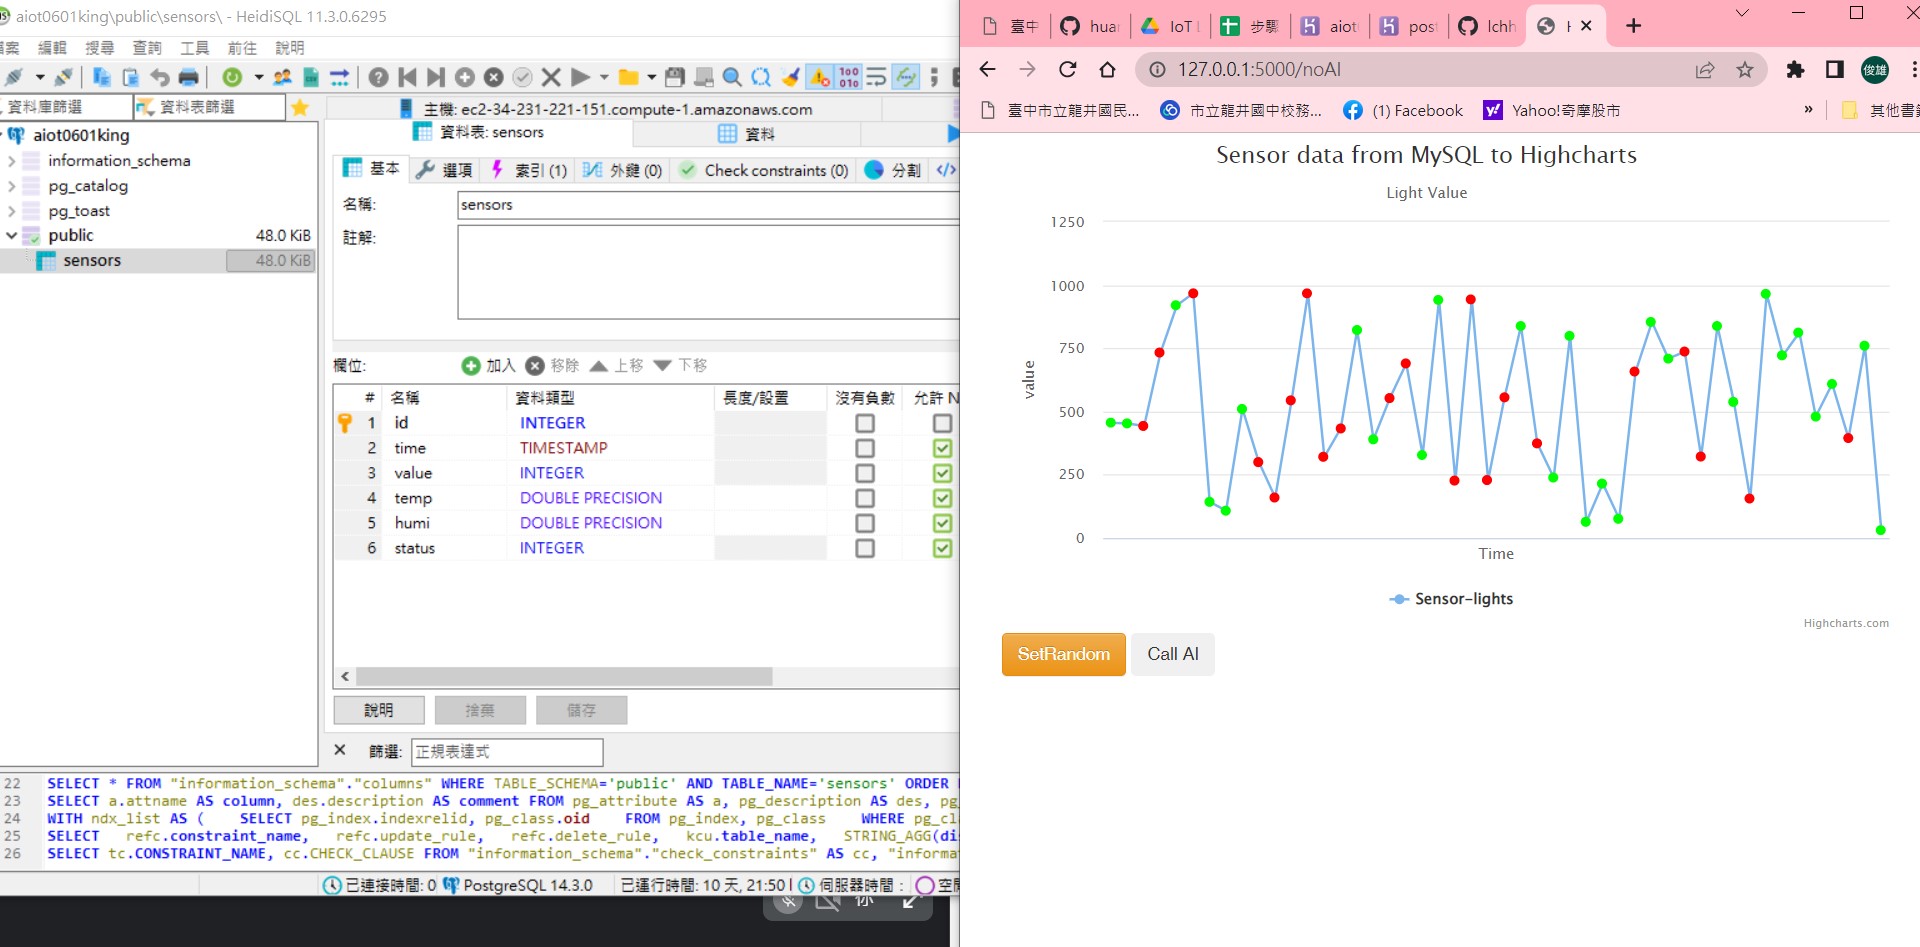 aiot0601king\public\sensors\ - HeidiSQL 11.3.0.6295
檔案 編輯 搜尋 查詢 工具 前往 說明
資料庫篩選 資料表篩選
aiot0601king
information_schema
pg_catalog
pg_toast
public 48.0 KiB
sensors 48.0 KiB
主機: ec2-34-231-221-151.compute-1.amazonaws.com
資料表: sensors 資料
基本 選項 索引 (1) 外鍵 (0) Check constraints (0) 分割
名稱: sensors
註解:
欄位: 加入 移除 上移 下移
# 名稱 資料類型 長度/設置 沒有負數 允許 N
1 id INTEGER
2 time TIMESTAMP
3 value INTEGER
4 temp DOUBLE PRECISION
5 humi DOUBLE PRECISION
6 status INTEGER
說明 捨棄 儲存
篩選: 正規表達式
22 SELECT * FROM "information_schema"."columns" WHERE TABLE_SCHEMA='public' AND TABLE_NAME='sensors' ORDER
23 SELECT a.attname AS column, des.description AS comment FROM pg_attribute AS a, pg_description AS des, pg_
24 WITH ndx_list AS ( SELECT pg_index.indexrelid, pg_class.oid FROM pg_index, pg_class WHERE pg_cl
25 SELECT refc.constraint_name, refc.update_rule, refc.delete_rule, kcu.table_name, STRING_AGG(di
26 SELECT tc.CONSTRAINT_NAME, cc.CHECK_CLAUSE FROM "information_schema"."check_constraints" AS cc, "informa
已連接時間: 0 PostgreSQL 14.3.0 已運行時間: 10 天, 21:50 伺服器時間 : 空
你
臺中 huar IoT 步驟 aiot post lchh
127.0.0.1:5000/noAI
俊雄
臺中市立龍井國民... 市立龍井國中校務... (1) Facebook Yahoo!奇摩股市 » 其他書
Sensor data from MySQL to Highcharts
Light Value
1250
1000
750
500
250
0
value
Time
Sensor-lights
Highcharts.com
SetRandom Call AI